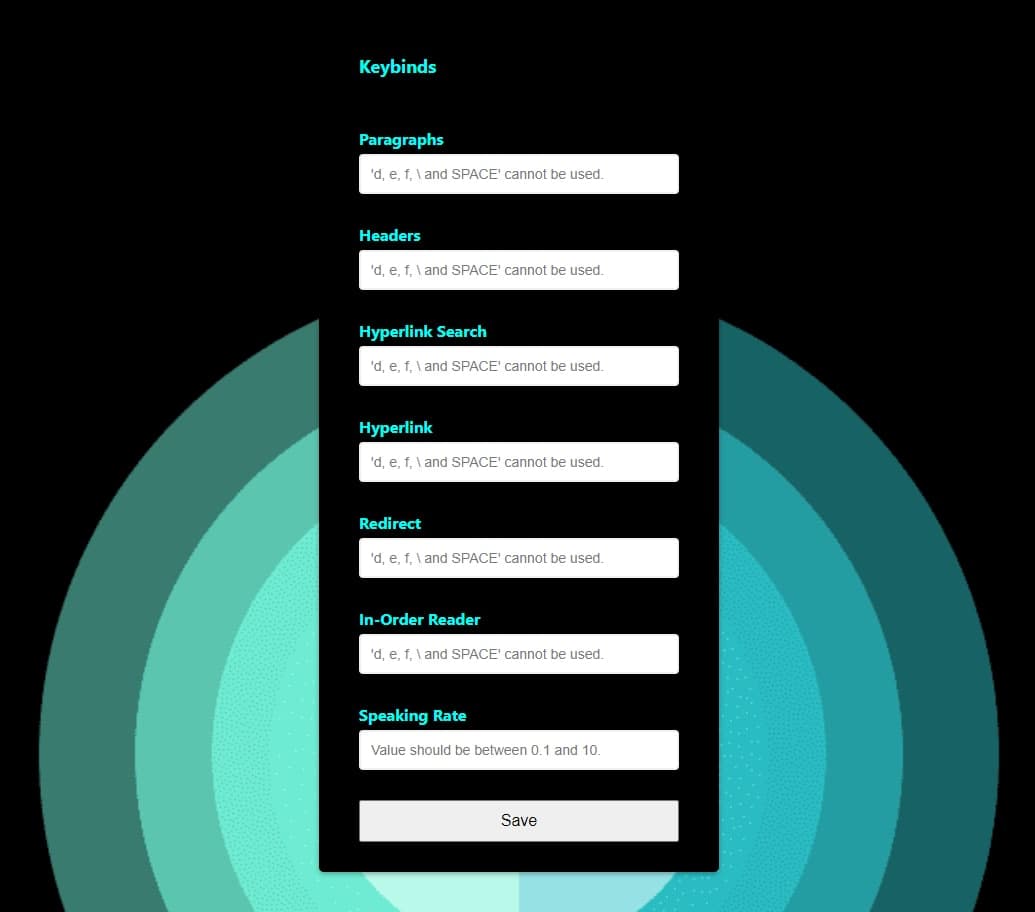 Keybinds
Paragraphs
'd, e, f, \ and SPACE' cannot be used.
Headers
'd, e, f, \ and SPACE' cannot be used.
Hyperlink Search
'd, e, f, \ and SPACE' cannot be used.
Hyperlink
'd, e, f, \ and SPACE' cannot be used.
Redirect
'd, e, f, \ and SPACE' cannot be used.
In-Order Reader
'd, e, f, \ and SPACE' cannot be used.
Speaking Rate
Value should be between 0.1 and 10.
Save